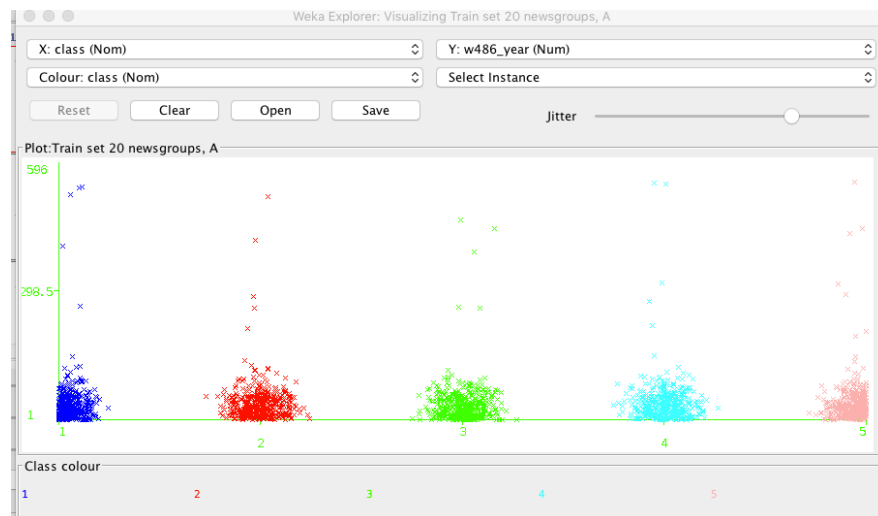 Weka Explorer: Visualizing Train set 20 newsgroups, A
X: class (Nom)
Y: w486_year (Num)
Colour: class (Nom)
Select Instance
Reset
Clear
Open
Save
Jitter
Plot:Train set 20 newsgroups, A
596
298.5
1
1
2
3
4
5
Class colour
1
2
3
4
5